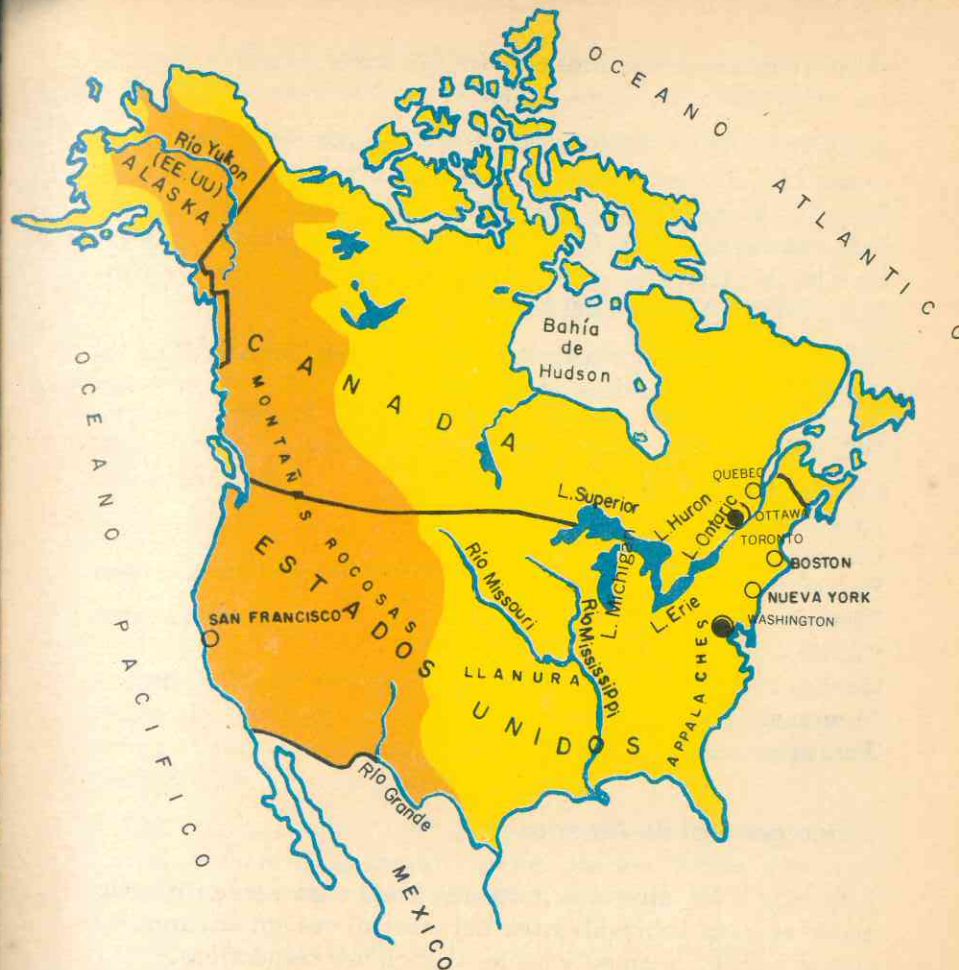 OCEANO ATLANTICO
Río Yukon
(EE.UU)
ALASKA
Bahía
de
Hudson
CANADA
MONTAÑAS ROCOSAS
OCEANO PACIFICO
QUEBEC
L.Superior
L.Huron
L.Ontario
OTTAWA
TORONTO
BOSTON
L.Michigan
L.Erie
NUEVA YORK
WASHINGTON
ESTADOS UNIDOS
SAN FRANCISCO
Río Missouri
Río Mississippi
LLANURA
APPALACHES
Río Grande
MEXICO